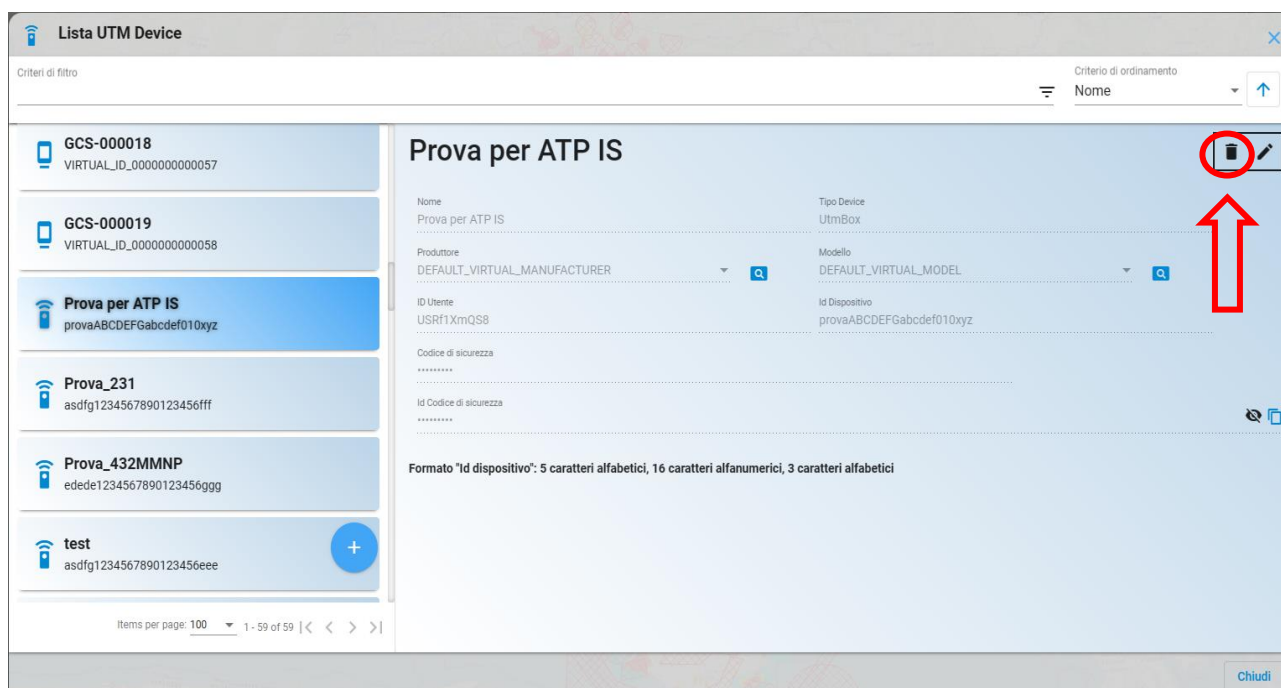 Lista UTM Device
Criteri di filtro
Criterio di ordinamento
Nome
GCS-000018
VIRTUAL_ID_0000000000057
GCS-000019
VIRTUAL_ID_0000000000058
Prova per ATP IS
provaABCDEFGabcdef010xyz
Prova_231
asdfg1234567890123456fff
Prova_432MMNP
edede1234567890123456ggg
test
asdfg1234567890123456eee
Items per page: 100 1 - 59 of 59
Prova per ATP IS
Nome
Prova per ATP IS
Tipo Device
UtmBox
Produttore
DEFAULT_VIRTUAL_MANUFACTURER
Modello
DEFAULT_VIRTUAL_MODEL
ID Utente
USRf1XmQS8
Id Dispositivo
provaABCDEFGabcdef010xyz
Codice di sicurezza
•••••••••
Id Codice di sicurezza
•••••••••
Formato "Id dispositivo": 5 caratteri alfabetici, 16 caratteri alfanumerici, 3 caratteri alfabetici
Chiudi